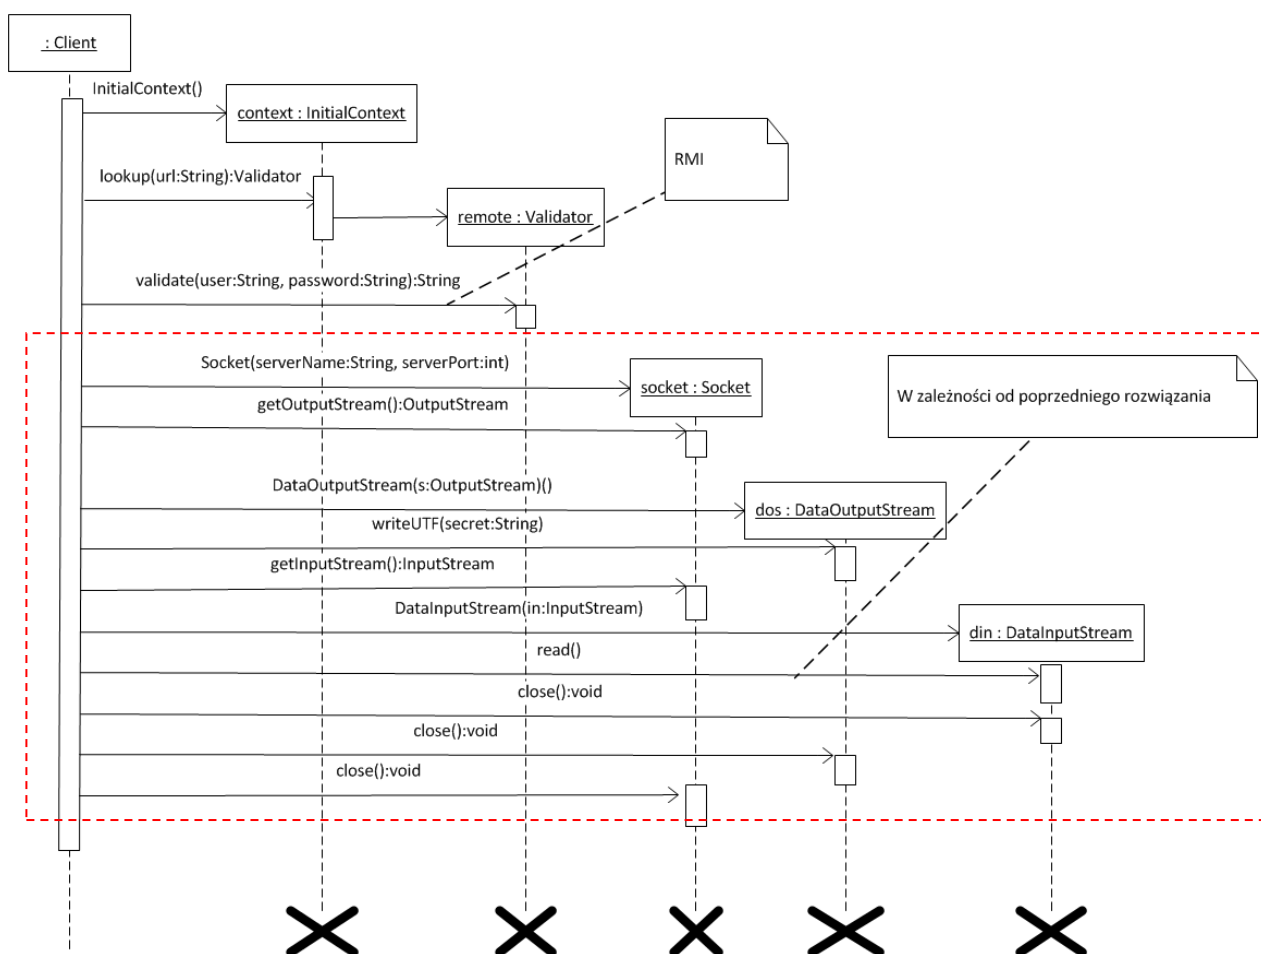 : Client
InitialContext()
context : InitialContext
RMI
lookup(url:String):Validator
remote : Validator
validate(user:String, password:String):String
Socket(serverName:String, serverPort:int)
socket : Socket
W zależności od poprzedniego rozwiązania
getOutputStream():OutputStream
DataOutputStream(s:OutputStream)()
dos : DataOutputStream
writeUTF(secret:String)
getInputStream():InputStream
DataInputStream(in:InputStream)
din : DataInputStream
read()
close():void
close():void
close():void